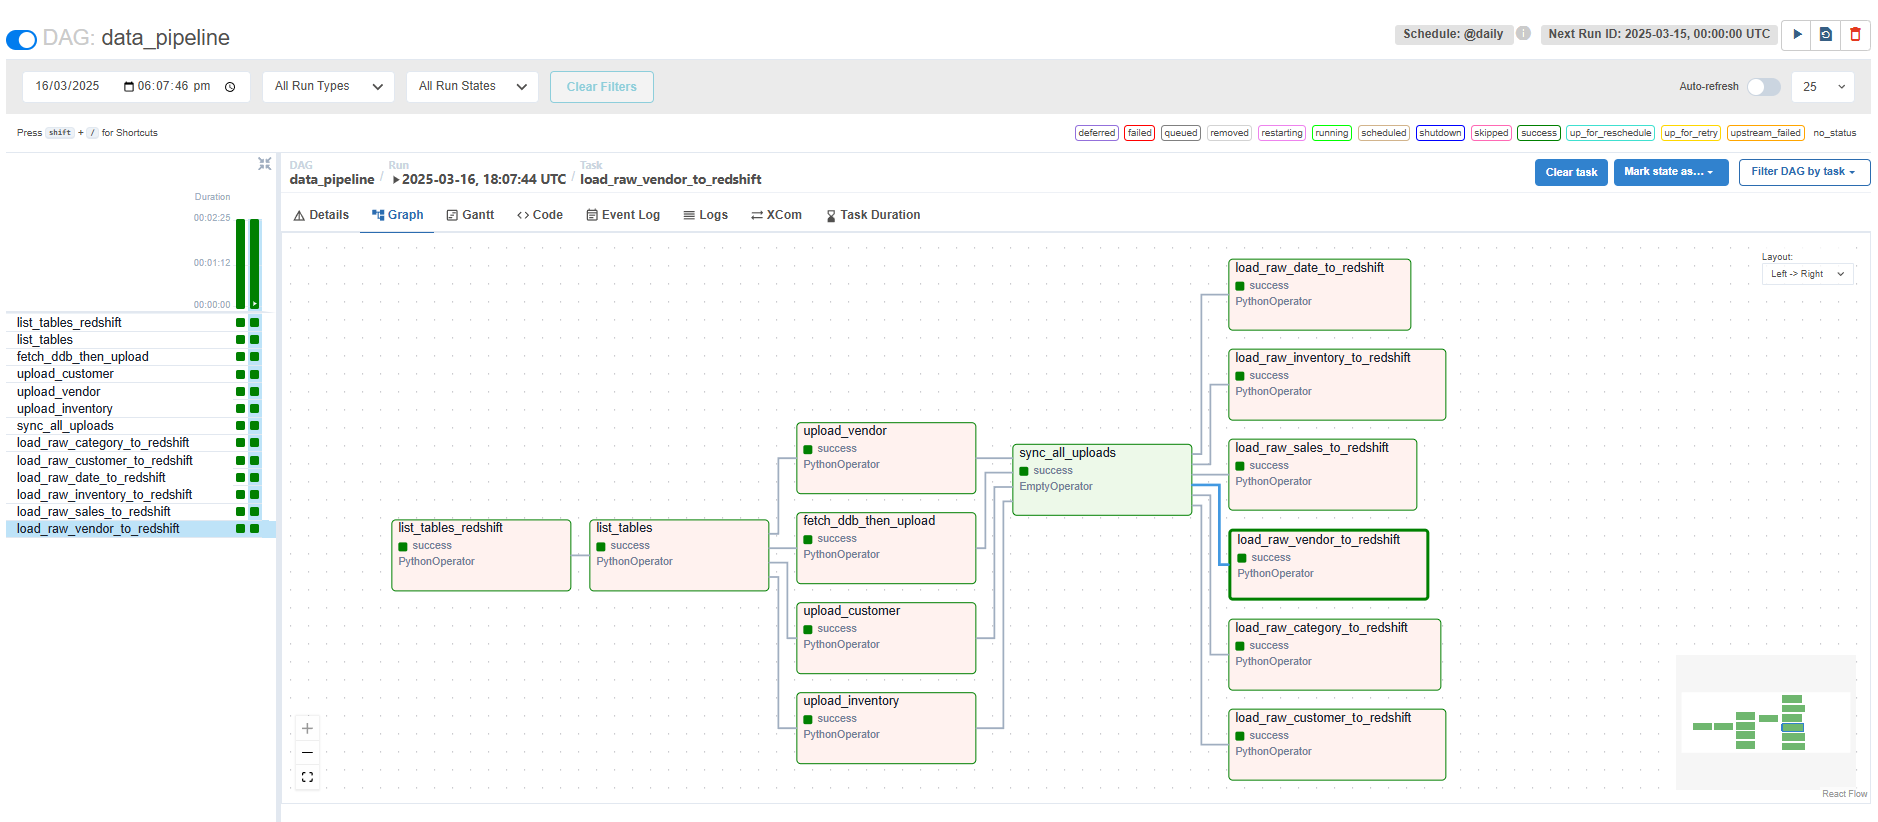 DAG: data_pipeline
Schedule: @daily
Next Run ID: 2025-03-15, 00:00:00 UTC
16/03/2025 06:07:46 pm
All Run Types
All Run States
Clear Filters
Auto-refresh
25
Press shift + / for Shortcuts
deferred failed queued removed restarting running scheduled shutdown skipped success up_for_reschedule up_for_retry upstream_failed no_status
Duration
00:02:25
00:01:12
00:00:00
list_tables_redshift
list_tables
fetch_ddb_then_upload
upload_customer
upload_vendor
upload_inventory
sync_all_uploads
load_raw_category_to_redshift
load_raw_customer_to_redshift
load_raw_date_to_redshift
load_raw_inventory_to_redshift
load_raw_sales_to_redshift
load_raw_vendor_to_redshift
DAG
data_pipeline
/
Run
2025-03-16, 18:07:44 UTC
/
Task
load_raw_vendor_to_redshift
Clear task
Mark state as...
Filter DAG by task
Details
Graph
Gantt
Code
Event Log
Logs
XCom
Task Duration
Layout:
Left -> Right
list_tables_redshift
success
PythonOperator
list_tables
success
PythonOperator
upload_vendor
success
PythonOperator
fetch_ddb_then_upload
success
PythonOperator
upload_customer
success
PythonOperator
upload_inventory
success
PythonOperator
sync_all_uploads
success
EmptyOperator
load_raw_date_to_redshift
success
PythonOperator
load_raw_inventory_to_redshift
success
PythonOperator
load_raw_sales_to_redshift
success
PythonOperator
load_raw_vendor_to_redshift
success
PythonOperator
load_raw_category_to_redshift
success
PythonOperator
load_raw_customer_to_redshift
success
PythonOperator
React Flow